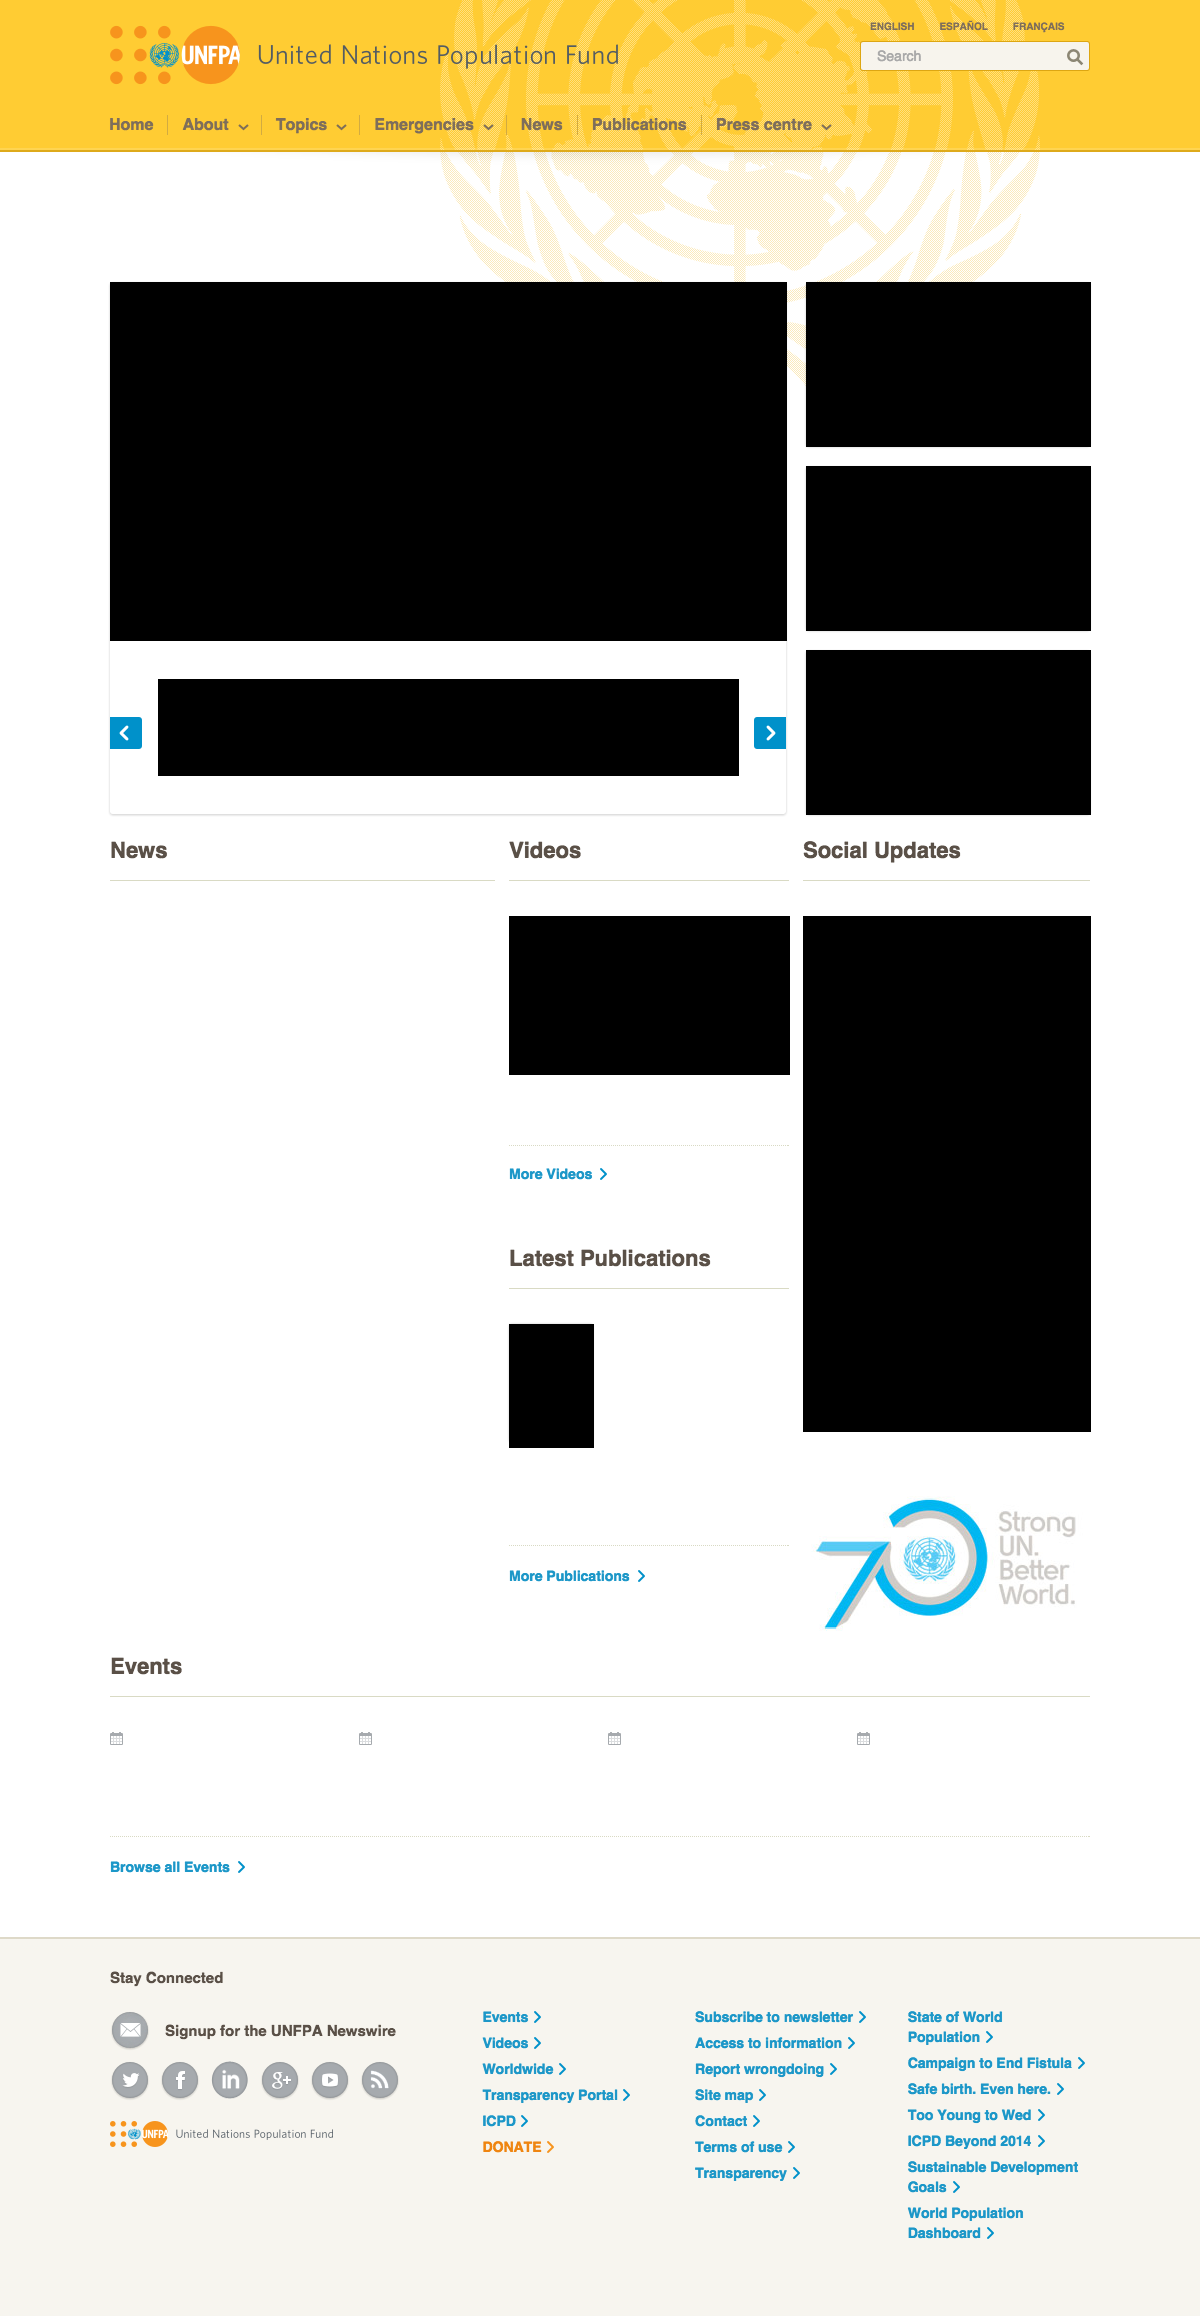 ENGLISH ESPAÑOL FRANÇAIS
UNFPA United Nations Population Fund
Search
Home About Topics Emergencies News Publications Press centre
News Videos Social Updates
More Videos
Latest Publications
Strong
UN.
Better
World.
70
More Publications
Events
Browse all Events
Stay Connected
Signup for the UNFPA Newswire
UNFPA United Nations Population Fund
Events
Videos
Worldwide
Transparency Portal
ICPD
DONATE
Subscribe to newsletter
Access to information
Report wrongdoing
Site map
Contact
Terms of use
Transparency
State of World
Population
Campaign to End Fistula
Safe birth. Even here.
Too Young to Wed
ICPD Beyond 2014
Sustainable Development
Goals
World Population
Dashboard